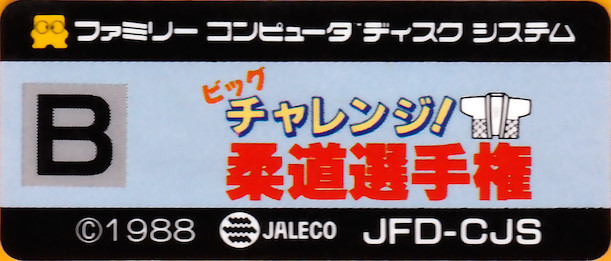 ファミリー コンピュータ ディスク システム
B
ビッグ
チャレンジ!
柔道選手権
©1988 JALECO JFD-CJS